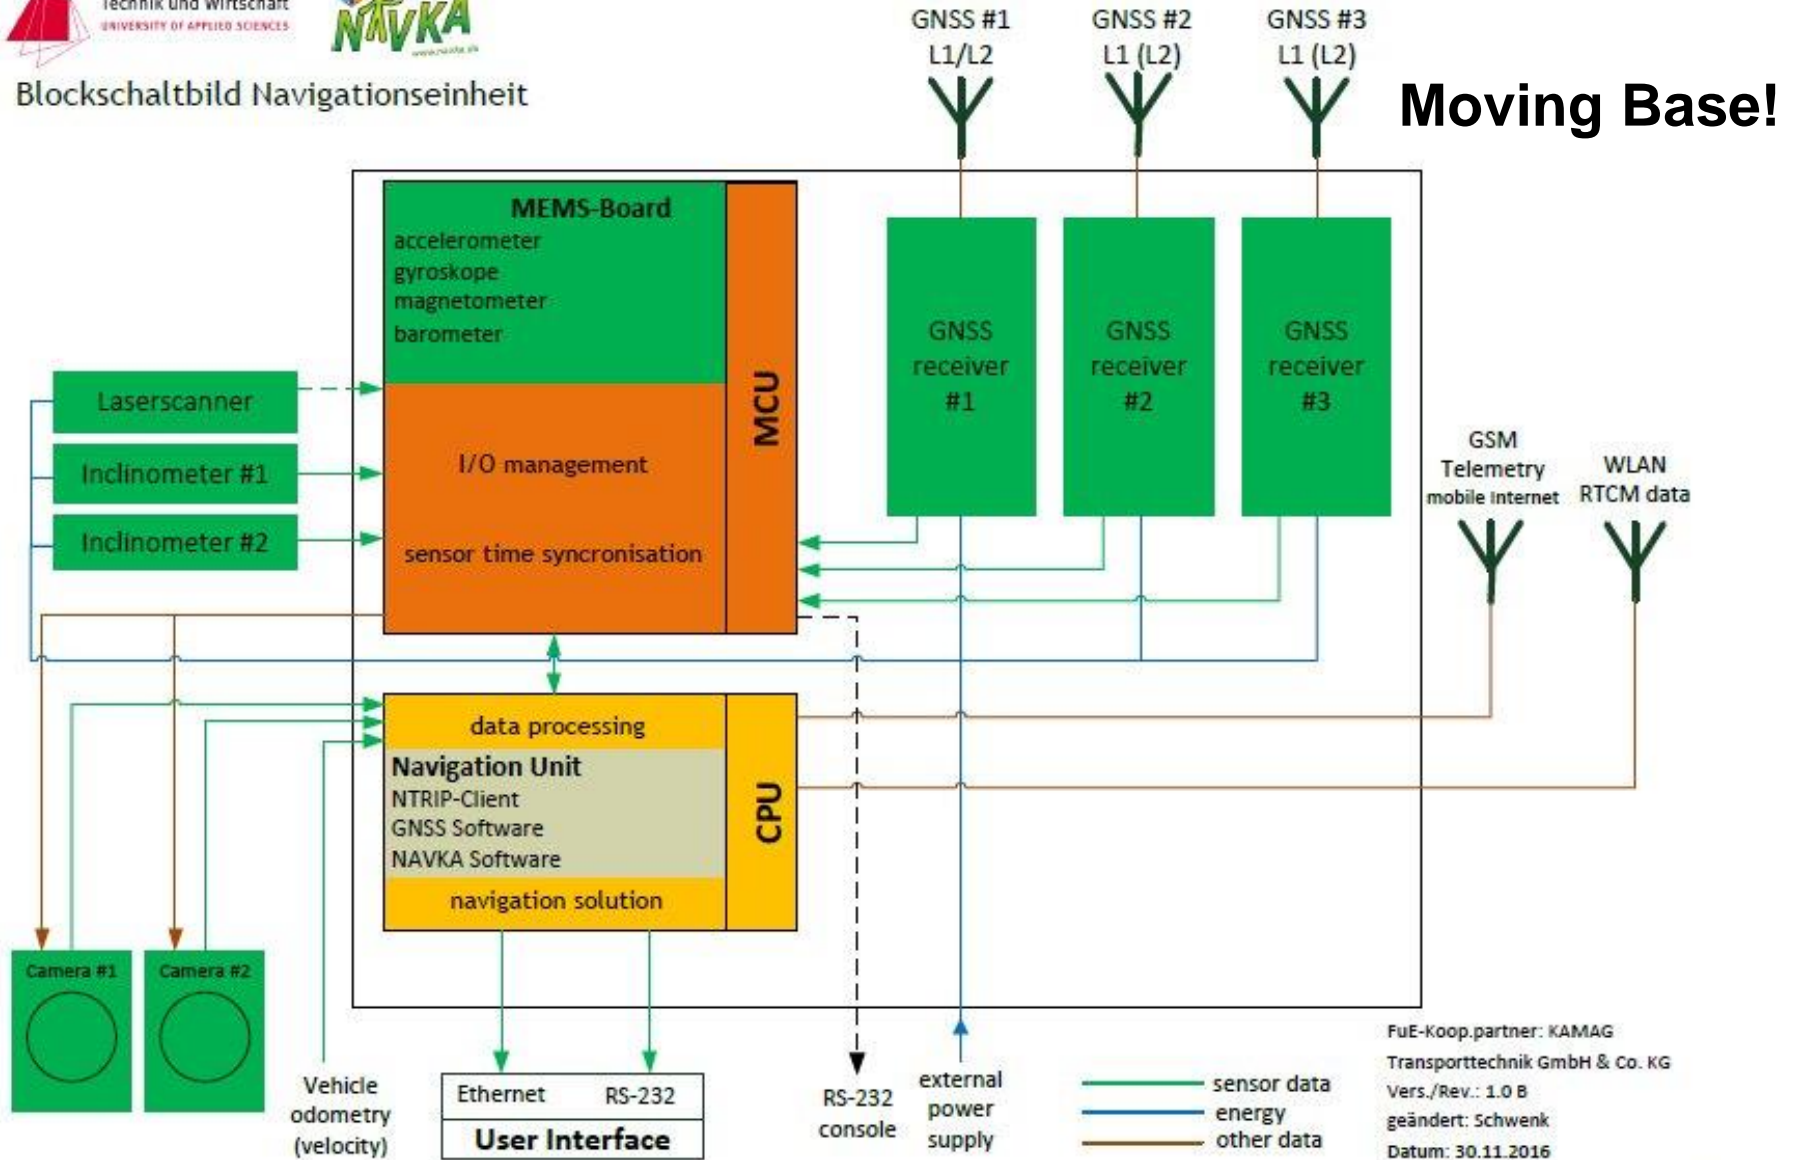 Technik und Wirtschaft
UNIVERSITY OF APPLIED SCIENCES
NAVKA
www.navka.de
Blockschaltbild Navigationseinheit
GNSS #1
L1/L2
GNSS #2
L1 (L2)
GNSS #3
L1 (L2)
Moving Base!
MEMS-Board
accelerometer
gyroskope
magnetometer
barometer
MCU
I/O management
sensor time syncronisation
GNSS
receiver
#1
GNSS
receiver
#2
GNSS
receiver
#3
Laserscanner
Inclinometer #1
Inclinometer #2
GSM
Telemetry
mobile Internet
WLAN
RTCM data
data processing
Navigation Unit
NTRIP-Client
GNSS Software
NAVKA Software
navigation solution
CPU
Camera #1
Camera #2
Vehicle
odometry
(velocity)
Ethernet
RS-232
User Interface
RS-232
console
external
power
supply
sensor data
energy
other data
FuE-Koop.partner: KAMAG
Transporttechnik GmbH & Co. KG
Vers./Rev.: 1.0 B
geändert: Schwenk
Datum: 30.11.2016